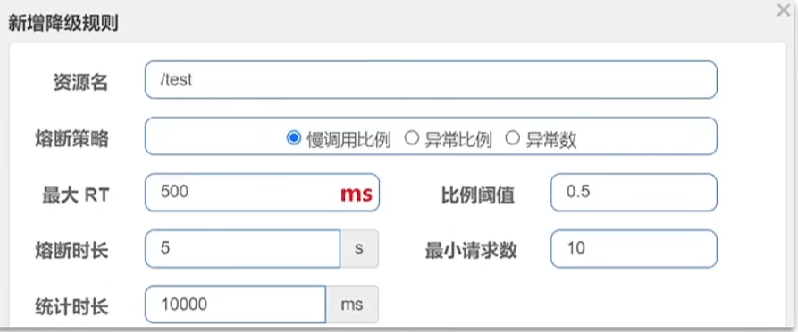 新增降级规则 ×
资源名 /test
熔断策略 慢调用比例 异常比例 异常数
最大 RT 500 ms 比例阈值 0.5
熔断时长 5 s 最小请求数 10
统计时长 10000 ms